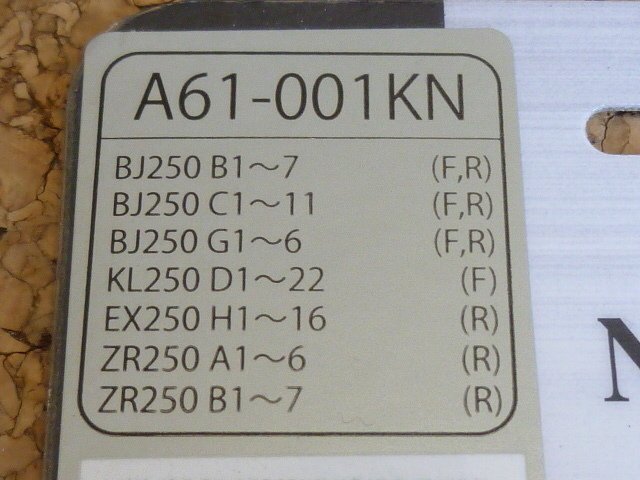 A61-001KN
BJ250 B1～7 (F,R)
BJ250 C1～11 (F,R)
BJ250 G1～6 (F,R)
KL250 D1～22 (F)
EX250 H1～16 (R)
ZR250 A1～6 (R)
ZR250 B1～7 (R)